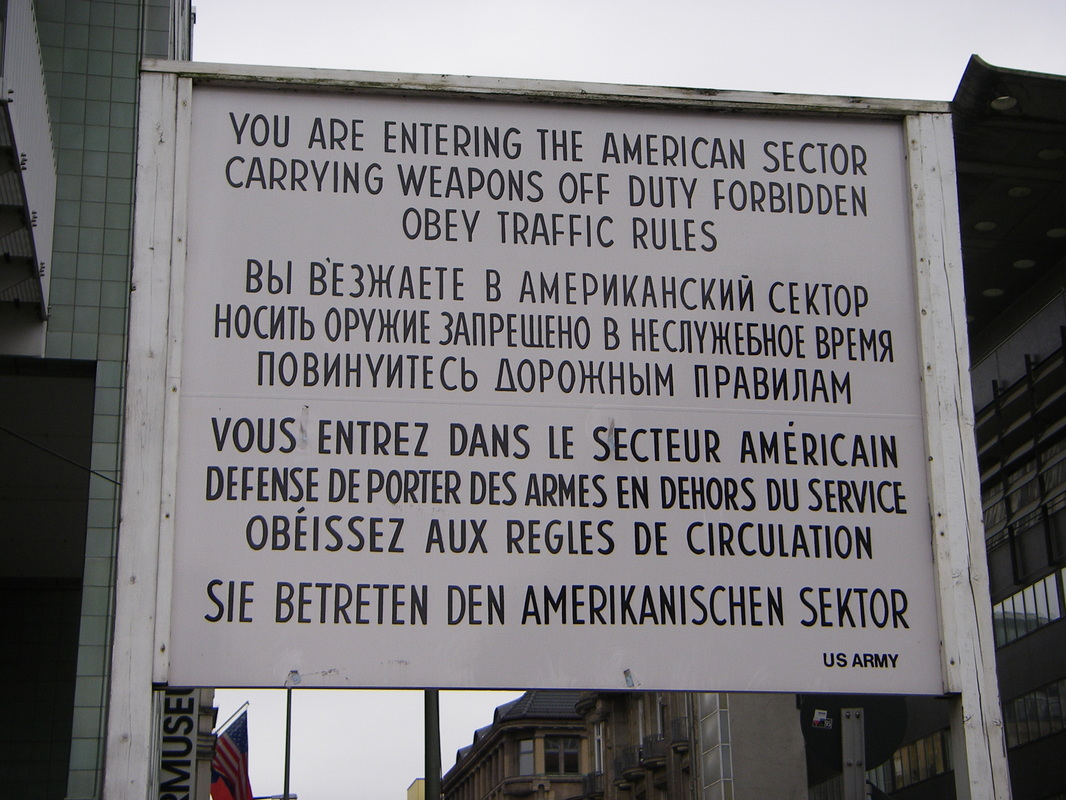 YOU ARE ENTERING THE AMERICAN SECTOR
CARRYING WEAPONS OFF DUTY FORBIDDEN
OBEY TRAFFIC RULES
ВЫ В'ЕЗЖАЕТЕ В АМЕРИКАНСКИЙ СЕКТОР
НОСИТЬ ОРУЖИЕ ЗАПРЕЩЕНО В НЕСЛУЖЕБНОЕ ВРЕМЯ
ПОВИНУИТЕСЬ ДОРОЖНЫМ ПРАВИЛАМ
VOUS ENTREZ DANS LE SECTEUR AMÉRICAIN
DEFENSE DE PORTER DES ARMES EN DEHORS DU SERVICE
OBÉISSEZ AUX REGLES DE CIRCULATION
SIE BETRETEN DEN AMERIKANISCHEN SEKTOR
US ARMY